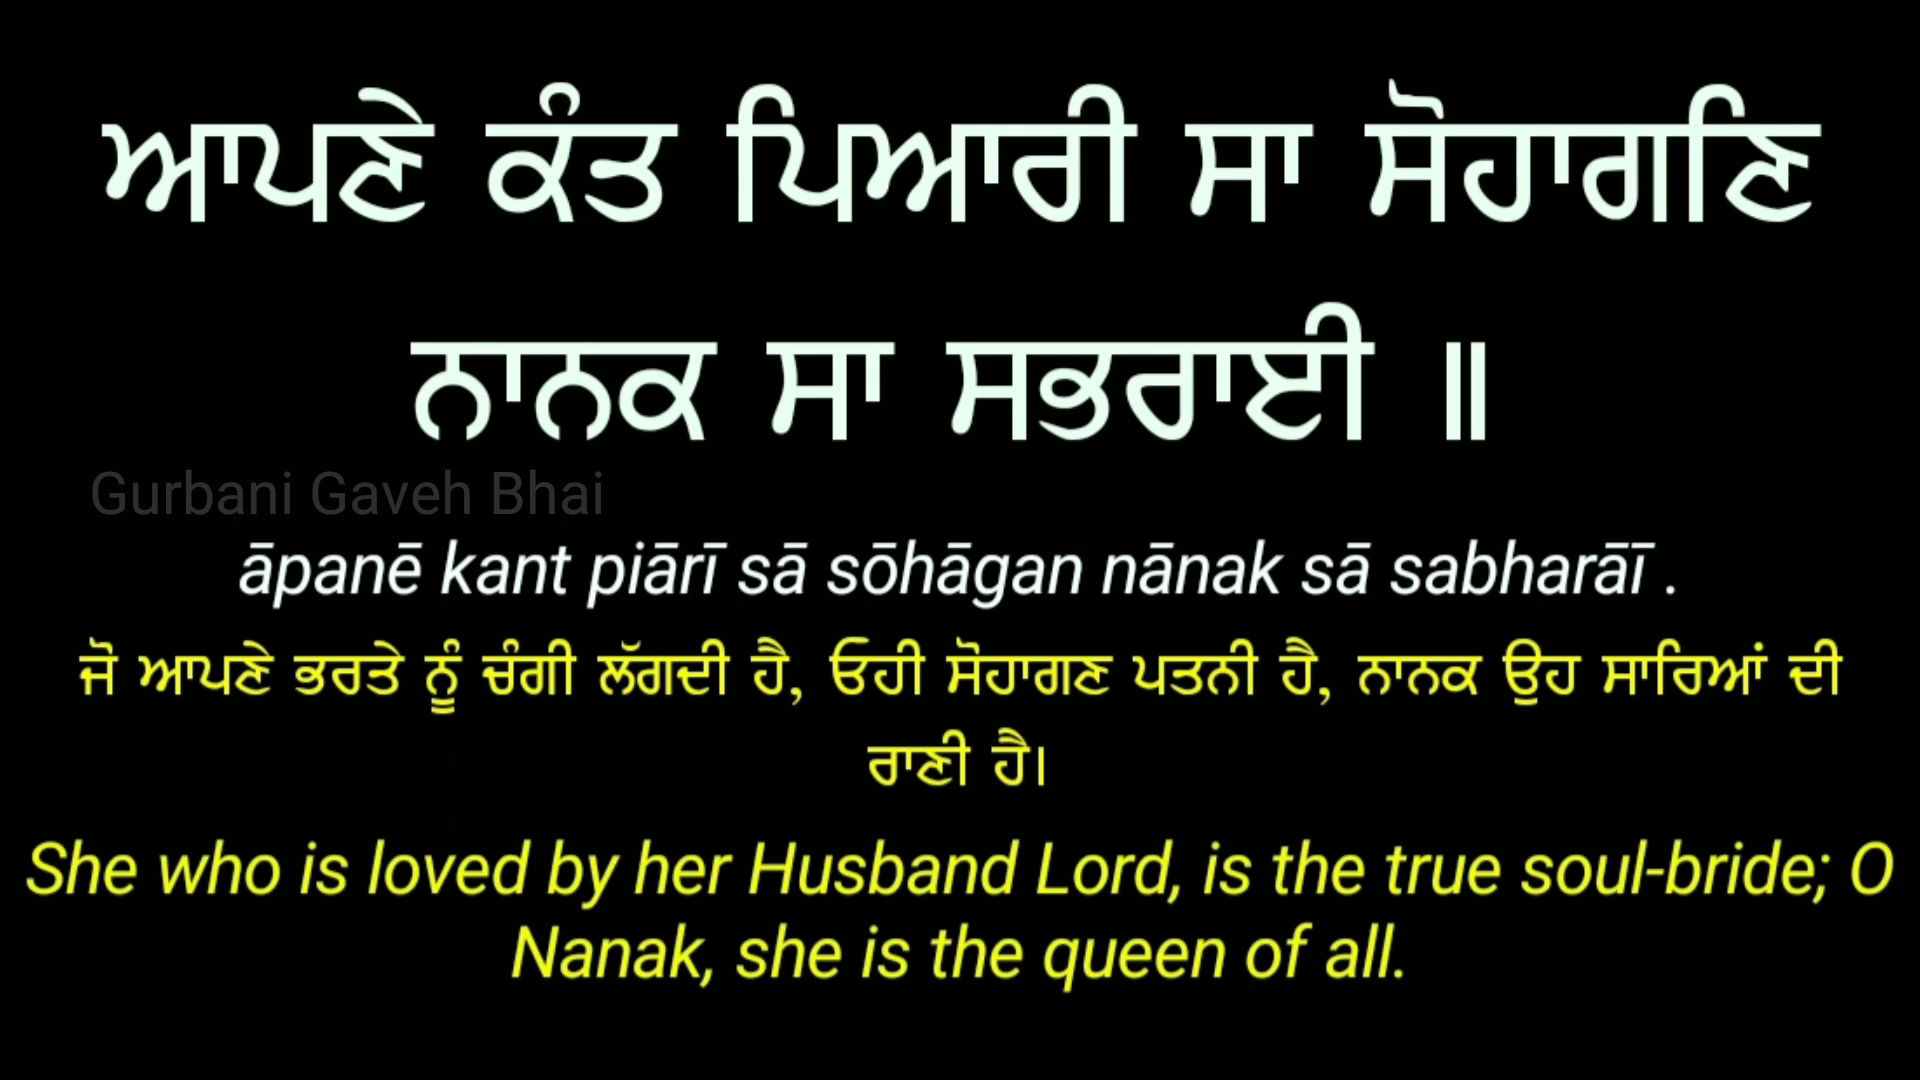 ਆਪਣੇ ਕੰਤ ਪਿਆਰੀ ਸਾ ਸੋਹਾਗਣਿ
ਨਾਨਕ ਸਾ ਸਭਰਾਈ ॥
Gurbani Gaveh Bhai
āpanē kant piārī sā sōhāgan nānak sā sabharāī .
ਜੋ ਆਪਣੇ ਭਰਤੇ ਨੂੰ ਚੰਗੀ ਲੱਗਦੀ ਹੈ, ਓਹੀ ਸੋਹਾਗਣ ਪਤਨੀ ਹੈ, ਨਾਨਕ ਉਹ ਸਾਰਿਆਂ ਦੀ
ਰਾਣੀ ਹੈ।
She who is loved by her Husband Lord, is the true soul-bride; O
Nanak, she is the queen of all.